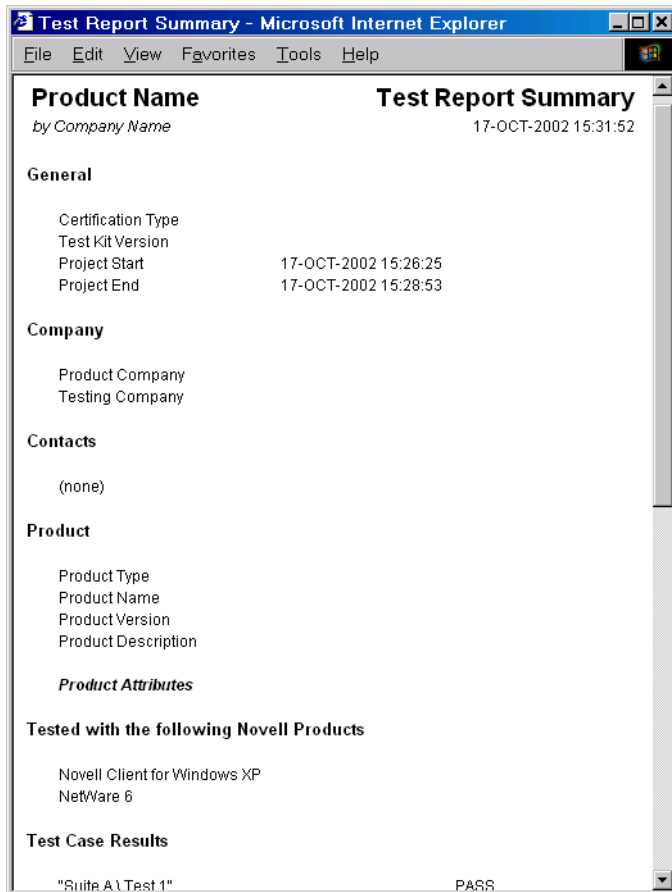 Test Report Summary - Microsoft Internet Explorer
File Edit View Favorites Tools Help
Product Name Test Report Summary
by Company Name 17-OCT-2002 15:31:52
General
Certification Type
Test Kit Version
Project Start 17-OCT-2002 15:26:25
Project End 17-OCT-2002 15:28:53
Company
Product Company
Testing Company
Contacts
(none)
Product
Product Type
Product Name
Product Version
Product Description
Product Attributes
Tested with the following Novell Products
Novell Client for Windows XP
NetWare 6
Test Case Results
"Suite A \ Test 1" PASS